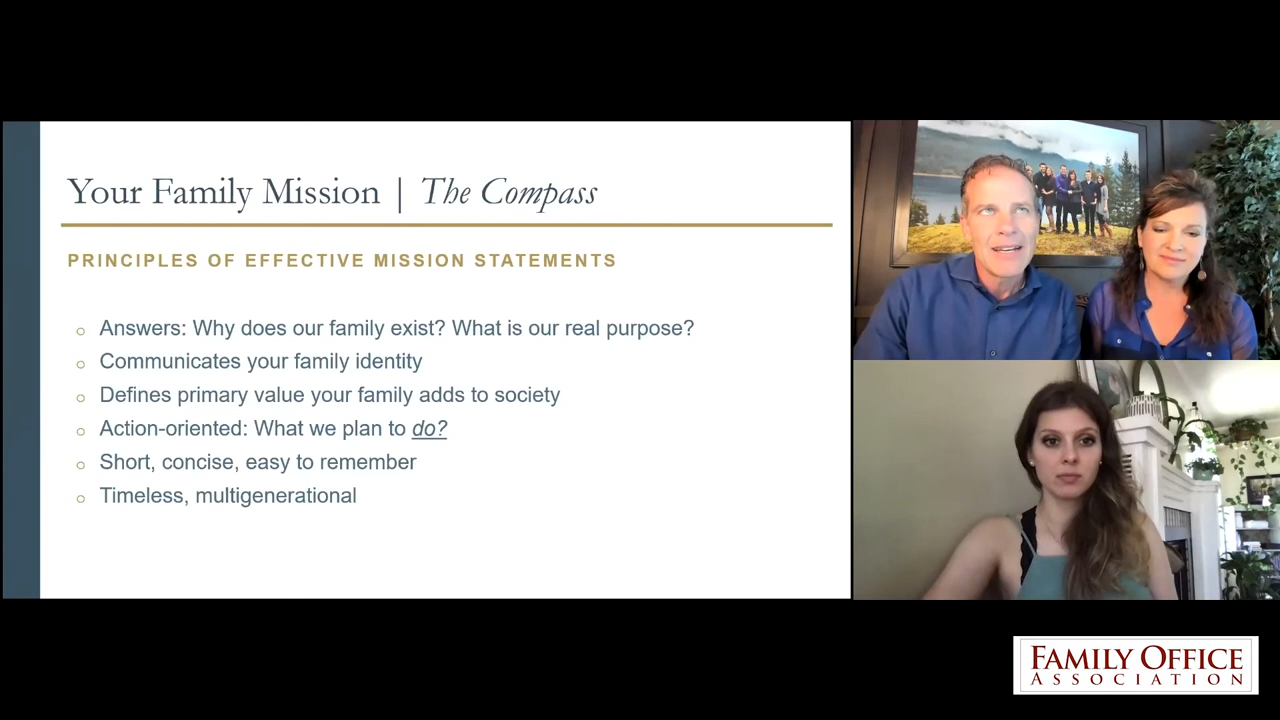 Your Family Mission | The Compass
PRINCIPLES OF EFFECTIVE MISSION STATEMENTS
Answers: Why does our family exist? What is our real purpose?
Communicates your family identity
Defines primary value your family adds to society
Action-oriented: What we plan to do?
Short, concise, easy to remember
Timeless, multigenerational
FAMILY OFFICE
ASSOCIATION